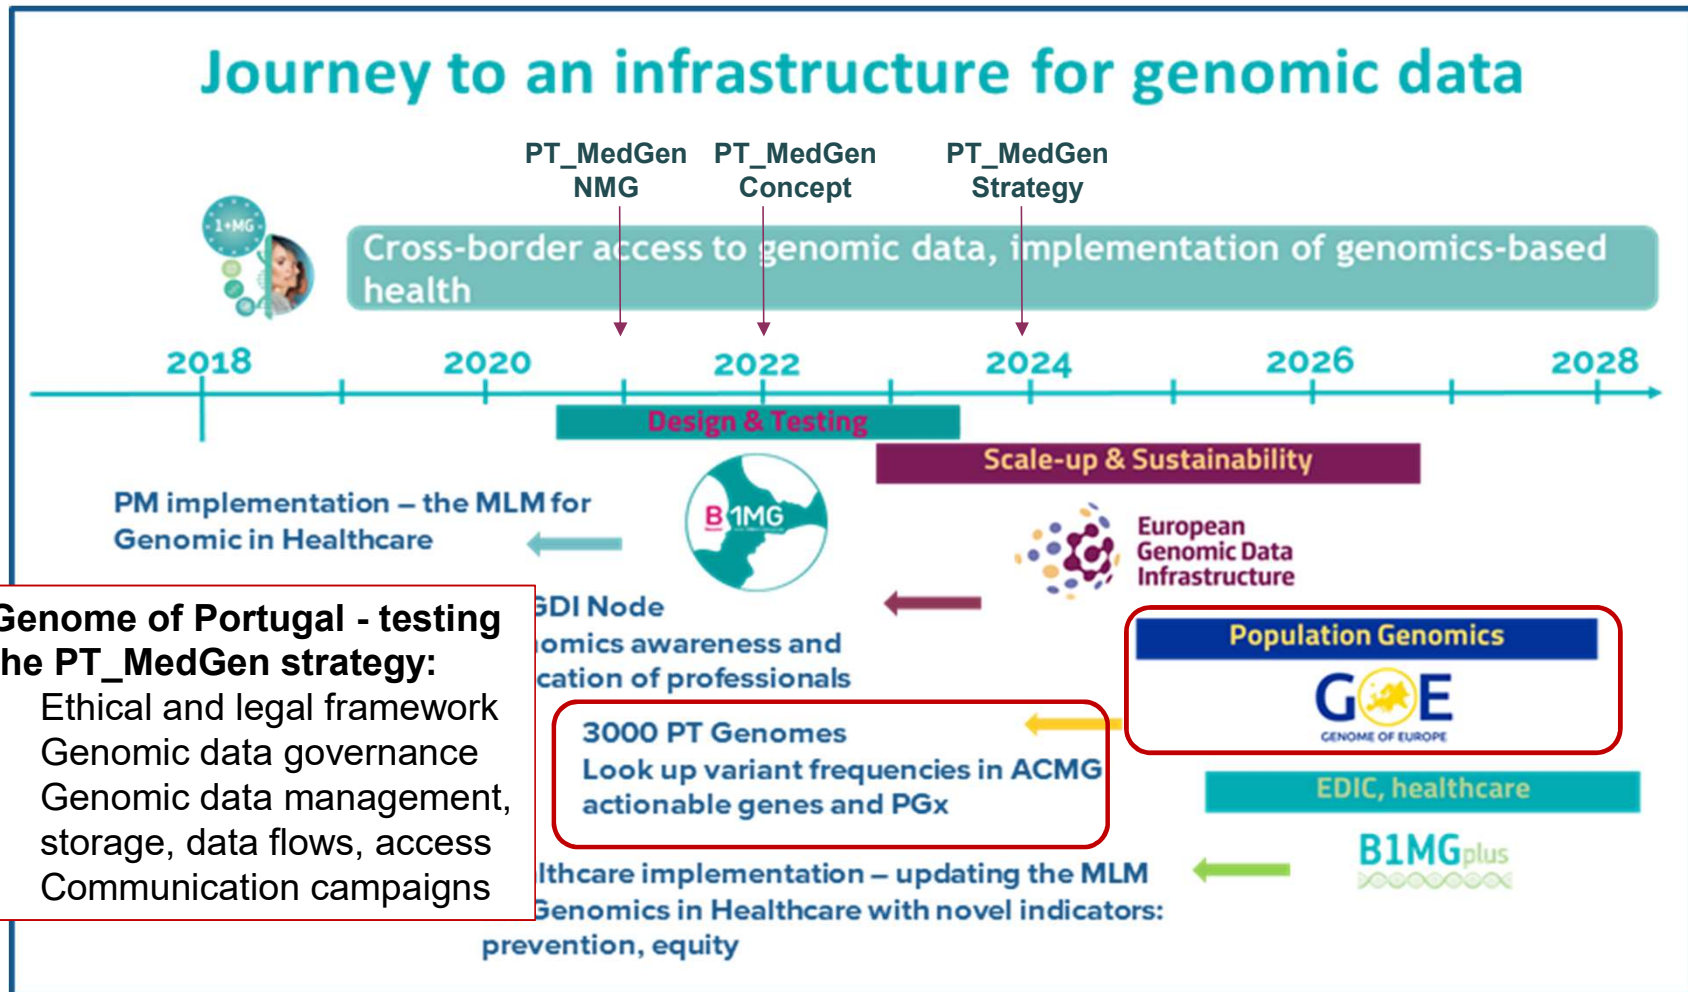 Journey to an infrastructure for genomic data
PT_MedGen
NMG
PT_MedGen
Concept
PT_MedGen
Strategy
1+MG
Cross-border access to genomic data, implementation of genomics-based
health
2018
2020
2022
2024
2026
2028
Design & Testing
Scale-up & Sustainability
PM implementation – the MLM for
Genomic in Healthcare
B1MG
European
Genomic Data
Infrastructure
Genome of Portugal - testing
the PT_MedGen strategy:
Ethical and legal framework
Genomic data governance
Genomic data management,
storage, data flows, access
Communication campaigns
GDI Node
omics awareness and
cation of professionals
Population Genomics
GOE
GENOME OF EUROPE
3000 PT Genomes
Look up variant frequencies in ACMG
actionable genes and PGx
EDIC, healthcare
B1MGplus
lthcare implementation – updating the MLM
Genomics in Healthcare with novel indicators:
prevention, equity